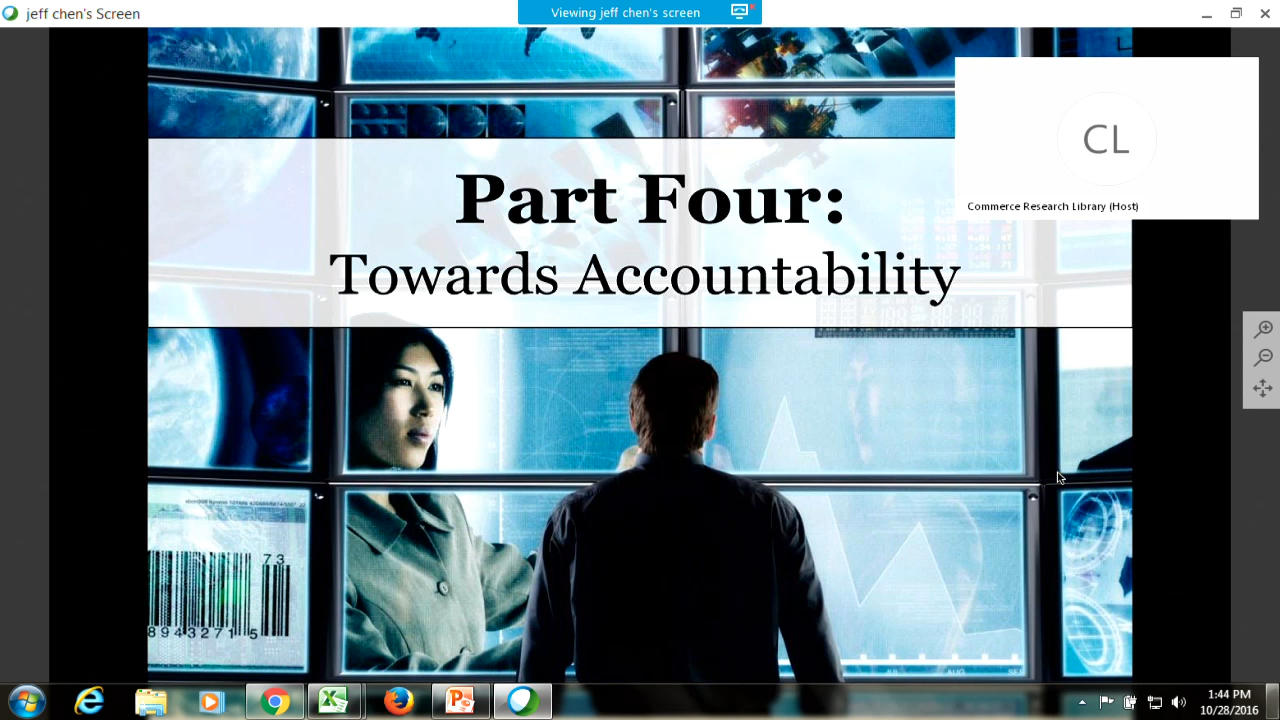 jeff chen's Screen
Viewing jeff chen's screen
CL
Commerce Research Library (Host)
Part Four:
Towards Accountability
73
8943271 5
AUG
1:44 PM
10/28/2016